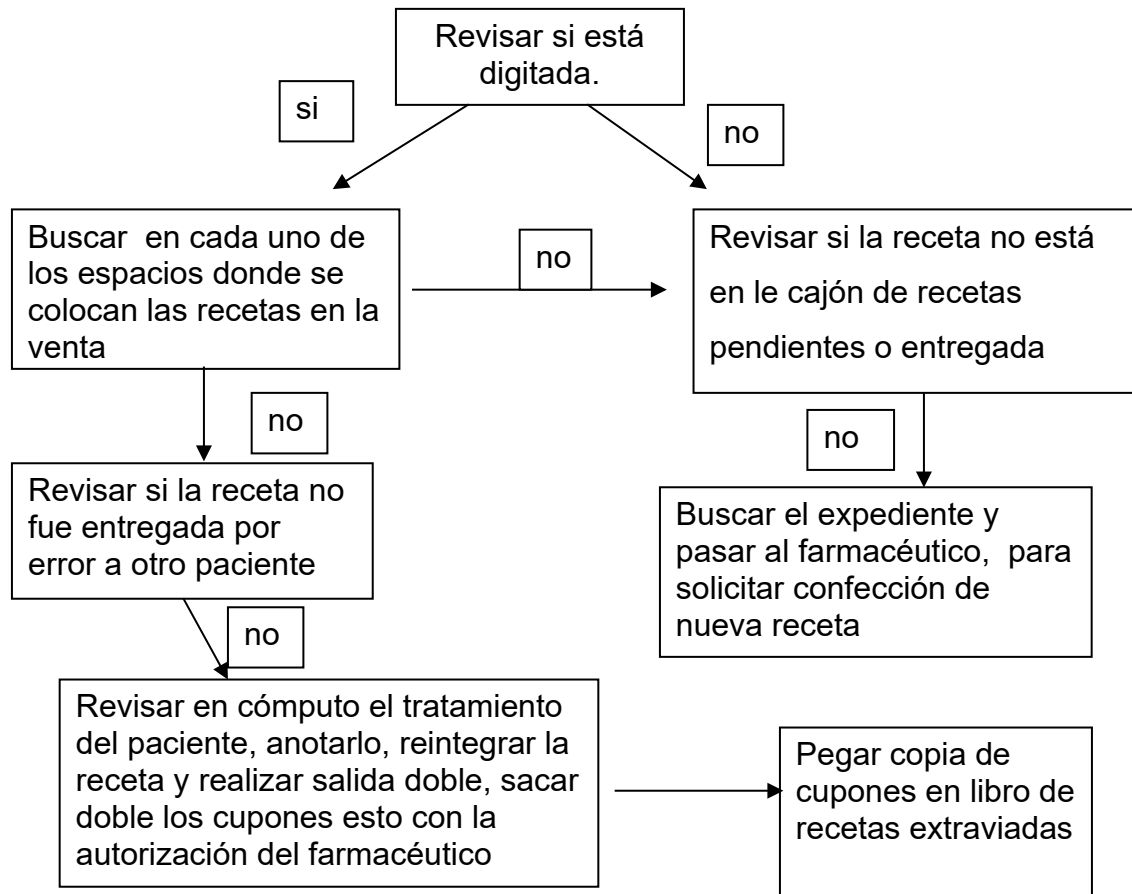 Revisar si está
digitada.
si
no
Buscar  en cada uno de
los espacios donde se
colocan las recetas en la
venta
no
Revisar si la receta no está
en le cajón de recetas
pendientes o entregada
no
no
Revisar si la receta no
fue entregada por
error a otro paciente
Buscar el expediente y
pasar al farmacéutico,  para
solicitar confección de
nueva receta
no
Revisar en cómputo el tratamiento
del paciente, anotarlo, reintegrar la
receta y realizar salida doble, sacar
doble los cupones esto con la
autorización del farmacéutico
Pegar copia de
cupones en libro de
recetas extraviadas